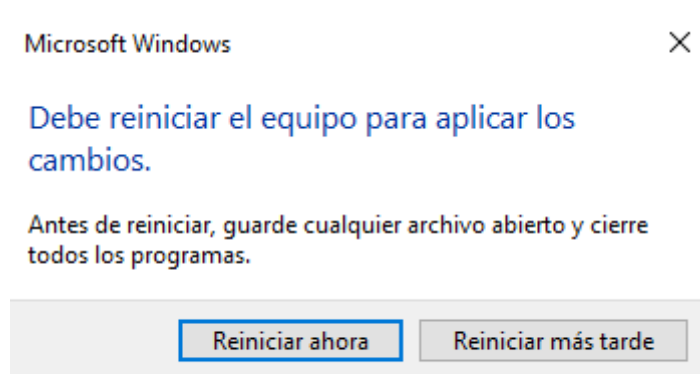 Microsoft Windows
Debe reiniciar el equipo para aplicar los
cambios.
Antes de reiniciar, guarde cualquier archivo abierto y cierre
todos los programas.
Reiniciar ahora
Reiniciar más tarde